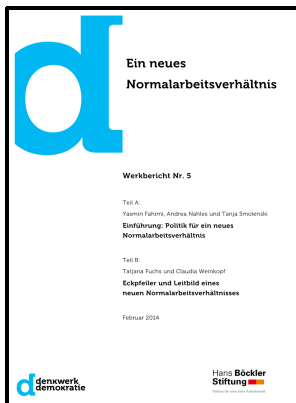 Ein neues
Normalarbeitsverhältnis
Werkbericht Nr. 5
Teil A:
Yasmin Fahimi, Andrea Nahles und Tanja Smolenski
Einführung: Politik für ein neues
Normalarbeitsverhältnis
Teil B:
Tatjana Fuchs und Claudia Weinkopf
Eckpfeiler und Leitbild eines
neuen Normalarbeitsverhältnisses
Februar 2014
d denkwerk
demokratie
Hans Böckler
Stiftung